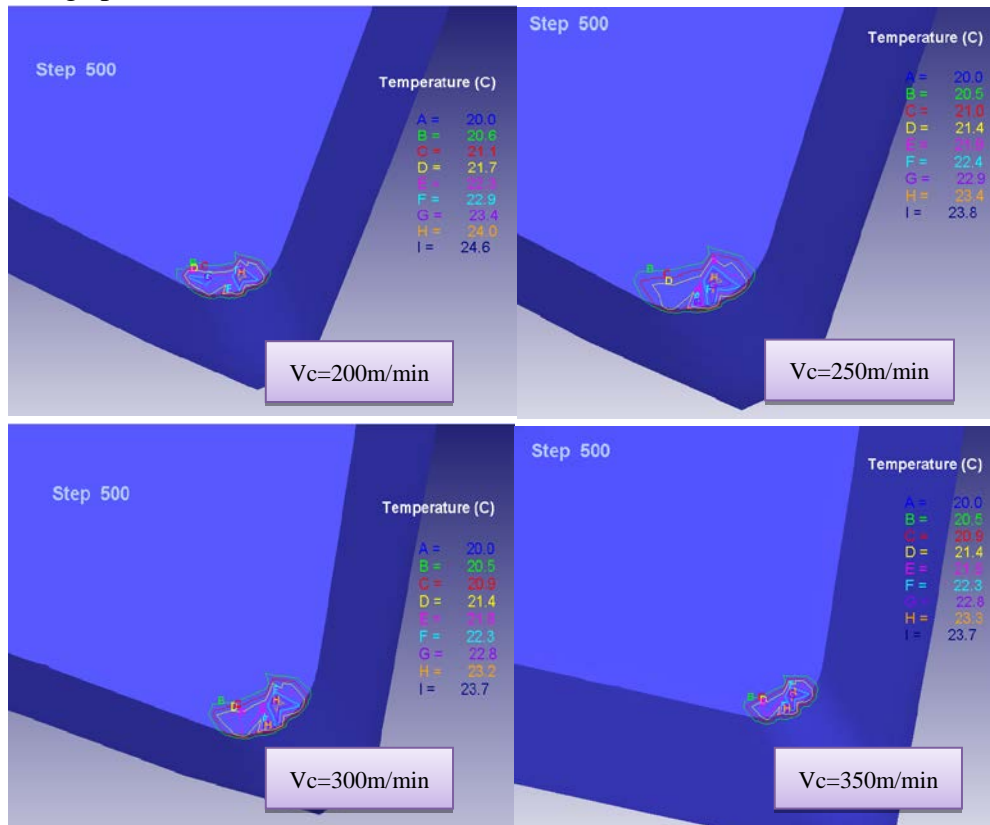 Step 500
Temperature (C)
A = 20.0
B = 20.6
C = 21.1
D = 21.7
E = 22.3
F = 22.9
G = 23.4
H = 24.0
I = 24.6
Vc=200m/min
Step 500
Temperature (C)
A = 20.0
B = 20.5
C = 21.0
D = 21.4
E = 21.9
F = 22.4
G = 22.9
H = 23.4
I = 23.8
Vc=250m/min
Step 500
Temperature (C)
A = 20.0
B = 20.5
C = 20.9
D = 21.4
E =
F = 22.3
G = 22.8
H = 23.2
I = 23.7
Vc=300m/min
Step 500
Temperature (C)
A = 20.0
B = 20.5
C = 20.9
D = 21.4
E =
F = 22.3
G = 22.8
H = 23.3
I = 23.7
Vc=350m/min